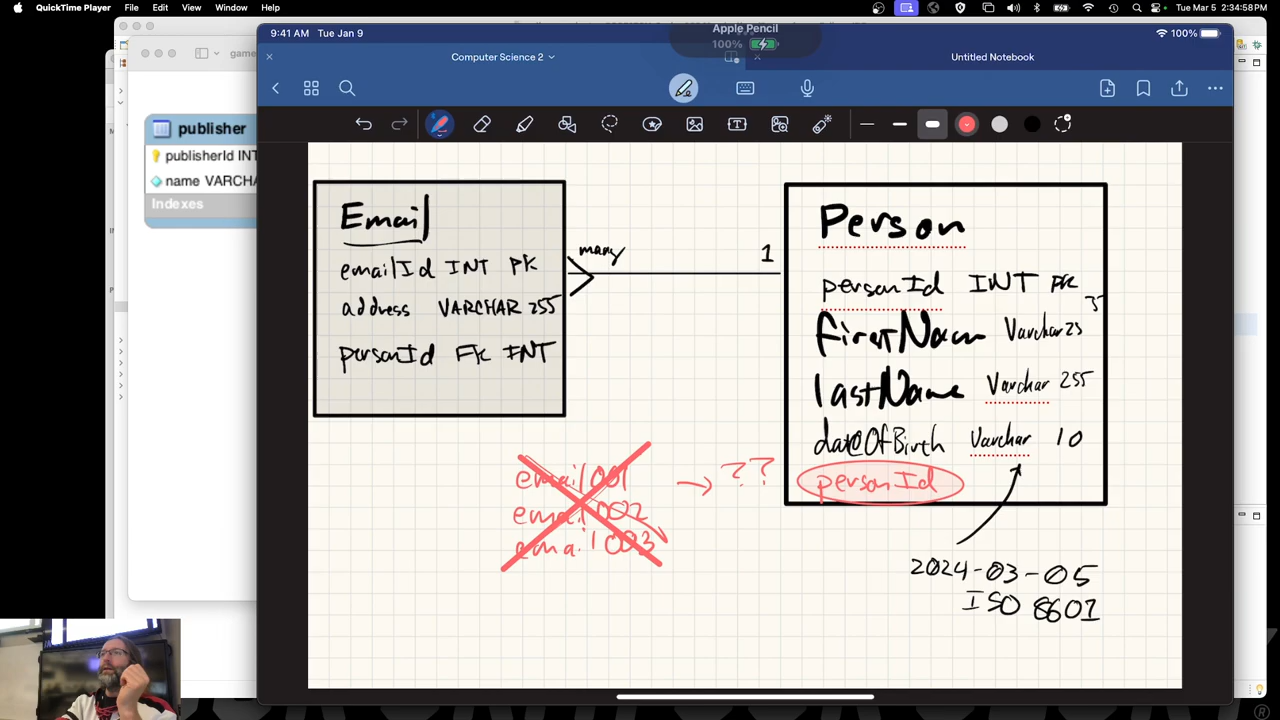 QuickTime Player File Edit View Window Help Tue Mar 5 2:34:58 PM
9:41 AM Tue Jan 9
Apple Pencil
100%
100%
Computer Science 2
Untitled Notebook
game
publisher
publisherId INT
name VARCHA
Indexes
Email
emailId INT PK
address VARCHAR 255
personId FK INT
many
1
Person
personId INT PK
firstName Varchar 255
lastName Varchar 255
dateOfBirth Varchar 10
personId
email001 → ??
email002
email003
2024-03-05
ISO 8601